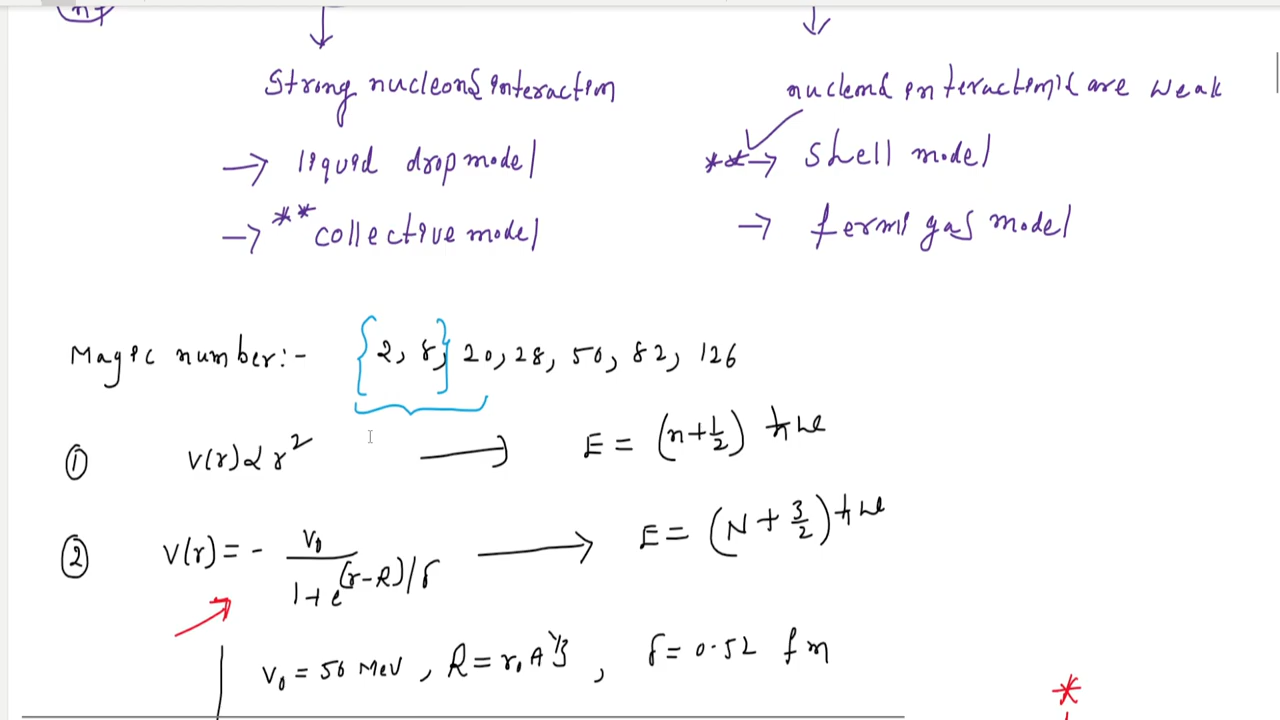 Strong nucleons interaction
nucleons interaction's are weak
→ liquid drop model
**→ shell model
→ ** collective model
→ fermi gas model
Magic number:- {2, 8,} 20, 28, 50, 82, 126
① V(r) ∝ r² ⟶ E = (n+1/2) ħω
② V(r) = - V₀/(1+e^(r-R)/δ) ⟶ E = (N + 3/2) ħω
V₀ = 50 MeV, R = r₀A^1/3, δ = 0.52 fm
*